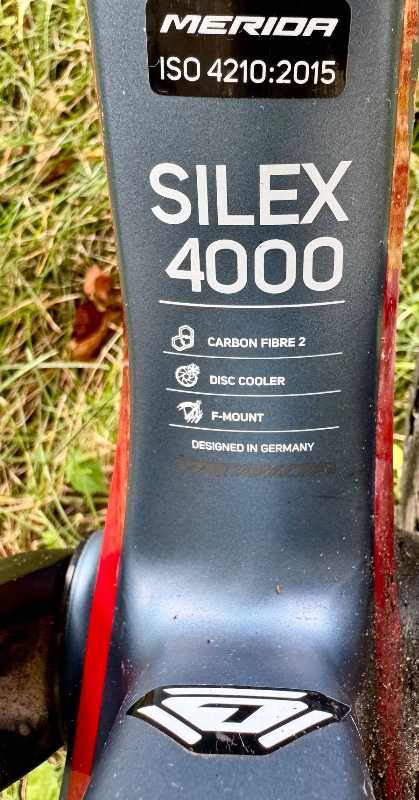 MERIDA
ISO 4210:2015
SILEX
4000
CARBON FIBRE 2
DISC COOLER
F-MOUNT
DESIGNED IN GERMANY